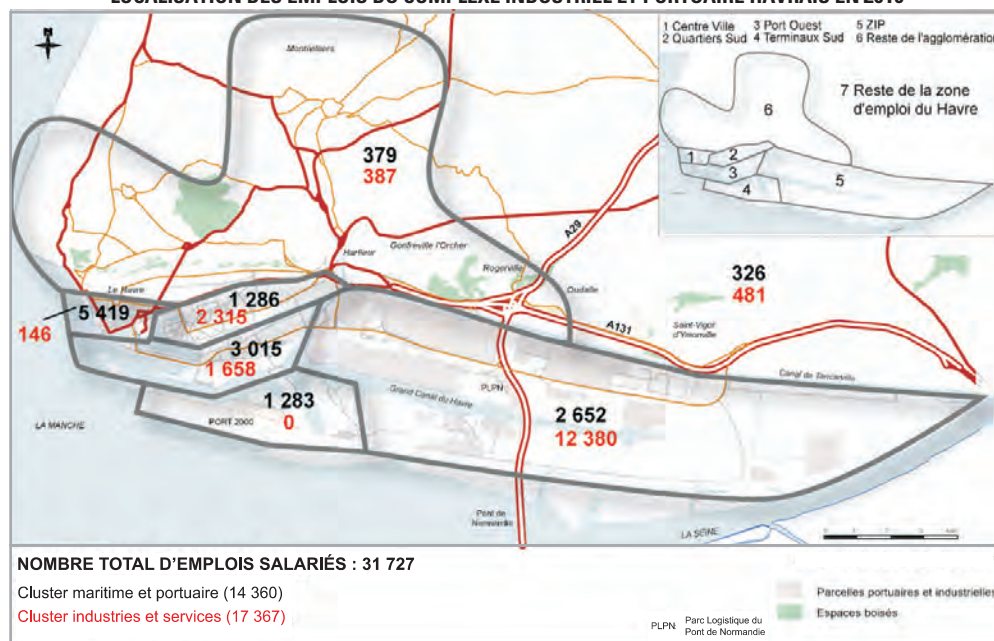 LOCALISATION DES EMPLOIS DU COMPLEXE INDUSTRIEL ET PORTUAIRE HAVRAIS EN 2010
N
Montivilliers
1 Centre Ville 3 Port Ouest 5 ZIP
2 Quartiers Sud 4 Terminaux Sud 6 Reste de l'agglomération
7 Reste de la zone
d'emploi du Havre
6
1
2
3
4
5
379
387
A29
Harfleur
Gonfreville l'Orcher
Rogerville
Oudalle
326
481
Le Havre
5 419
146
1 286
2 315
A131
Saint-Vigor
d'Ymonville
3 015
1 658
Canal de Tancarville
PLPN
Grand Canal du Havre
1 283
0
PORT 2000
2 652
12 380
LA MANCHE
Pont de
Normandie
LA SEINE
NOMBRE TOTAL D'EMPLOIS SALARIÉS : 31 727
Cluster maritime et portuaire (14 360)
Cluster industries et services (17 367)
PLPN Parc Logistique du
Pont de Normandie
Parcelles portuaires et industrielles
Espaces boisés